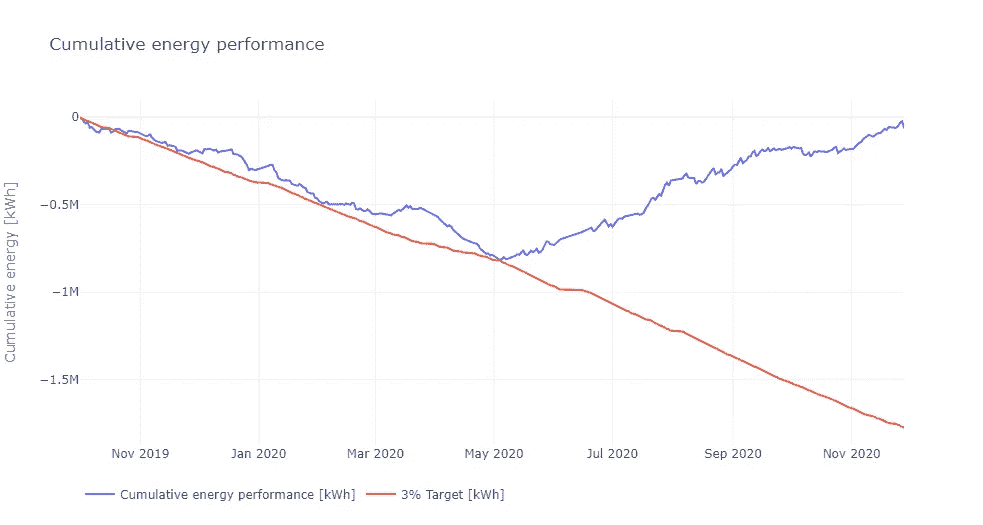 Cumulative energy performance
Cumulative energy [kWh]
0
−0.5M
−1M
−1.5M
Nov 2019 Jan 2020 Mar 2020 May 2020 Jul 2020 Sep 2020 Nov 2020
Cumulative energy performance [kWh] 3% Target [kWh]